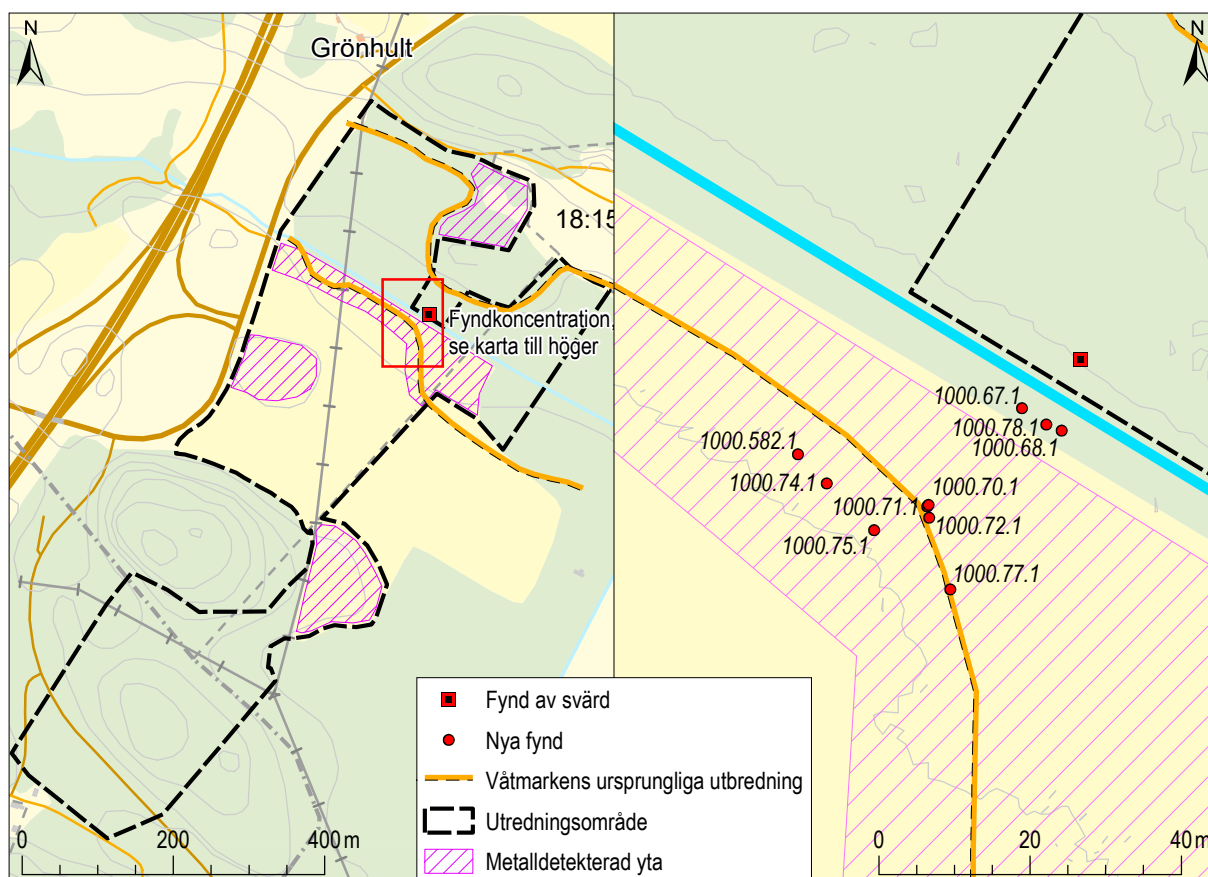 N
Grönhult
18:15
Fyndkoncentration,
se karta till höger
0
200
400 m
N
1000.67.1
1000.78.1
1000.68.1
1000.582.1
1000.74.1
1000.70.1
1000.71.1
1000.72.1
1000.75.1
1000.77.1
0
20
40 m
Fynd av svärd
Nya fynd
Våtmarkens ursprungliga utbredning
Utredningsområde
Metalldetekterad yta